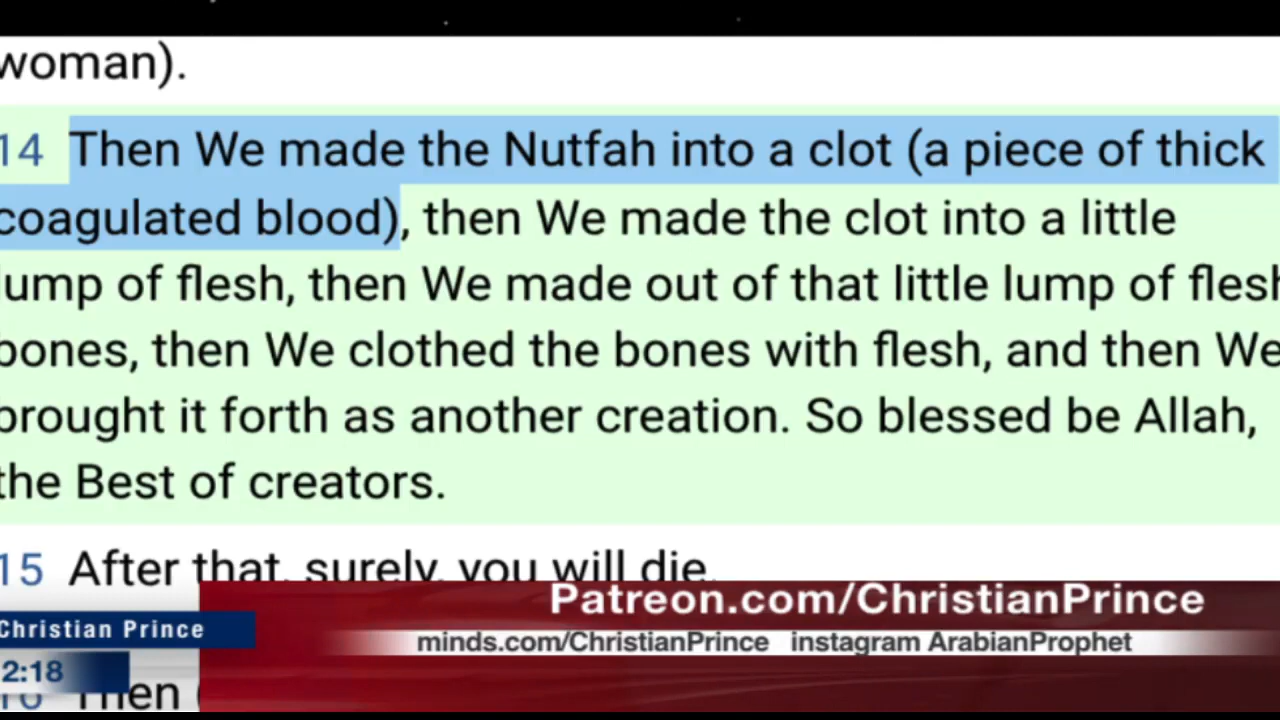 woman).
14 Then We made the Nutfah into a clot (a piece of thick
coagulated blood), then We made the clot into a little
lump of flesh, then We made out of that little lump of flesh
bones, then We clothed the bones with flesh, and then We
brought it forth as another creation. So blessed be Allah,
the Best of creators.
15 After that, surely, you will die.
Patreon.com/ChristianPrince
Christian Prince
minds.com/ChristianPrince instagram ArabianProphet
2:18
16 Then (